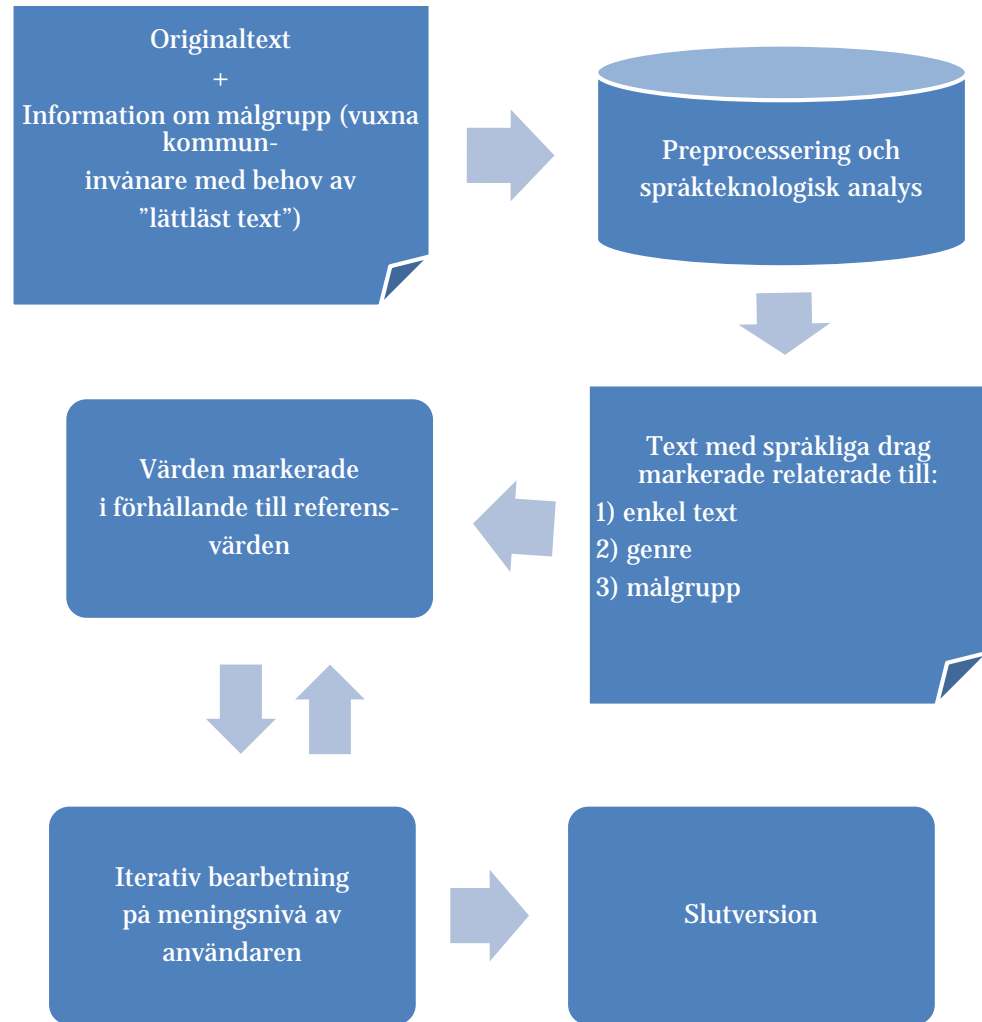 Originaltext
+
Information om målgrupp (vuxna
kommun-
invånare med behov av
”lättläst text”)
Preprocessering och
språkteknologisk analys
Text med språkliga drag
markerade relaterade till:
1) enkel text
2) genre
3) målgrupp
Värden markerade
i förhållande till referens-
värden
Iterativ bearbetning
på meningsnivå av
användaren
Slutversion